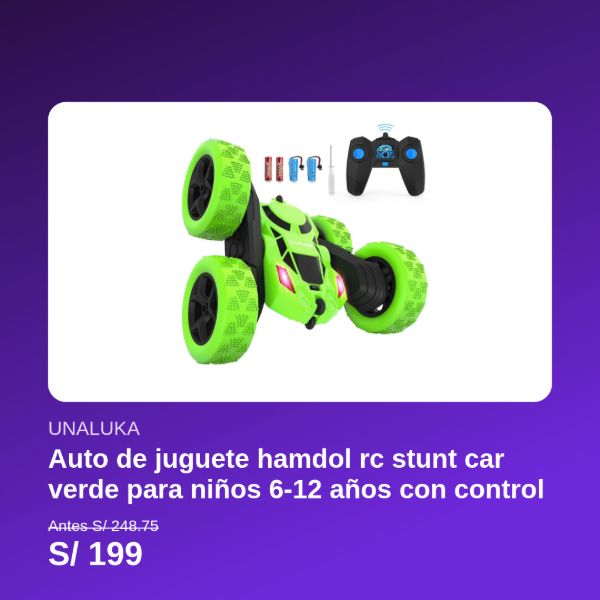 UNALUKA
Auto de juguete hamdol rc stunt car
verde para niños 6-12 años con control
Antes S/ 248.75
S/ 199